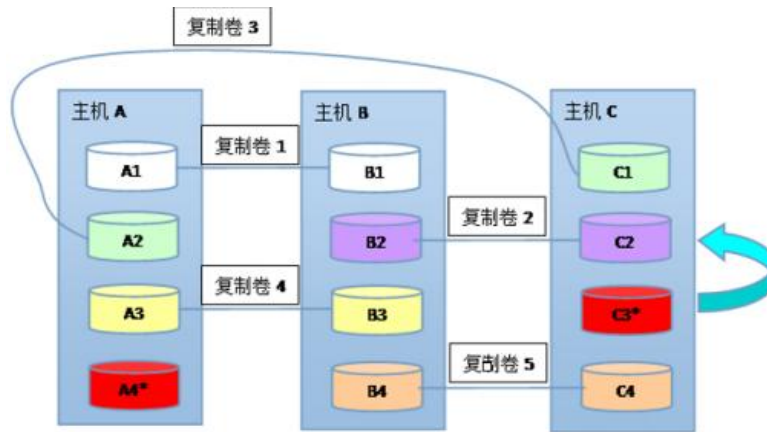 复制卷 3
主机 A
主机 B
主机 C
复制卷 1
A1
B1
C1
复制卷 2
A2
B2
C2
复制卷 4
A3
B3
C3*
复制卷 5
A4*
B4
C4